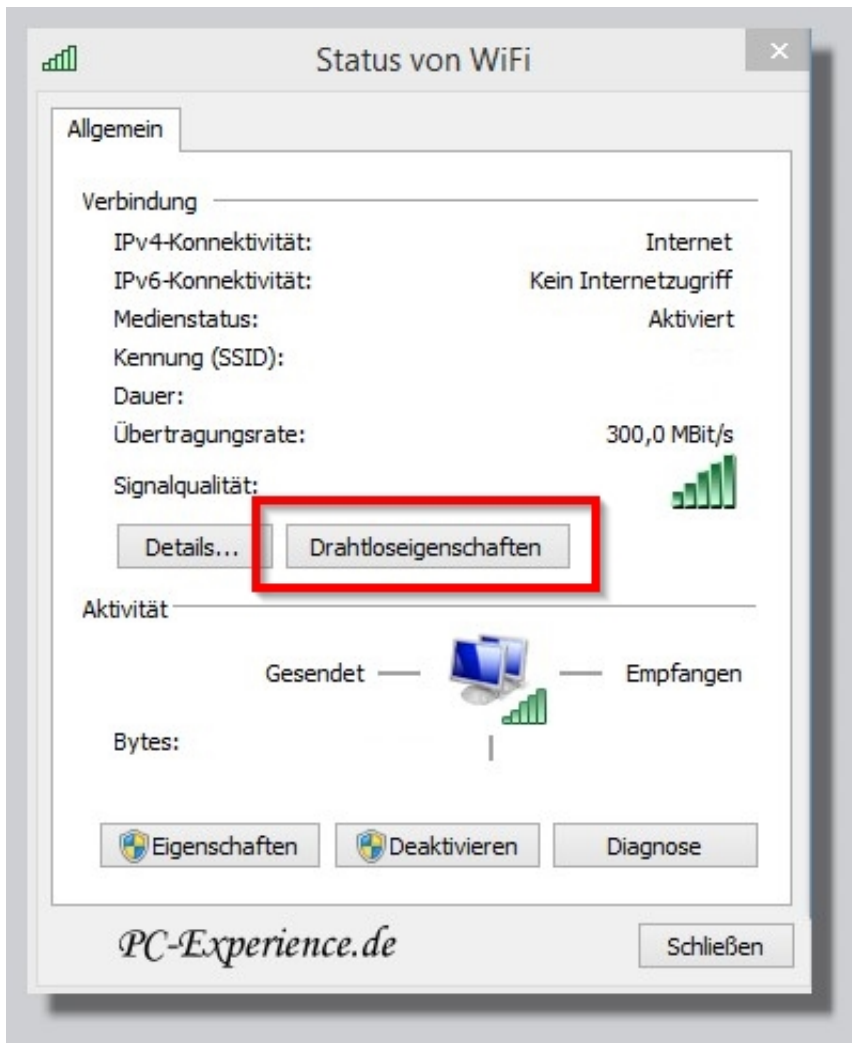 Status von WiFi
Allgemein
Verbindung
IPv4-Konnektivität: Internet
IPv6-Konnektivität: Kein Internetzugriff
Medienstatus: Aktiviert
Kennung (SSID):
Dauer:
Übertragungsrate: 300,0 MBit/s
Signalqualität:
Details... Drahtloseigenschaften
Aktivität
Gesendet Empfangen
Bytes:
Eigenschaften Deaktivieren Diagnose
PC-Experience.de Schließen